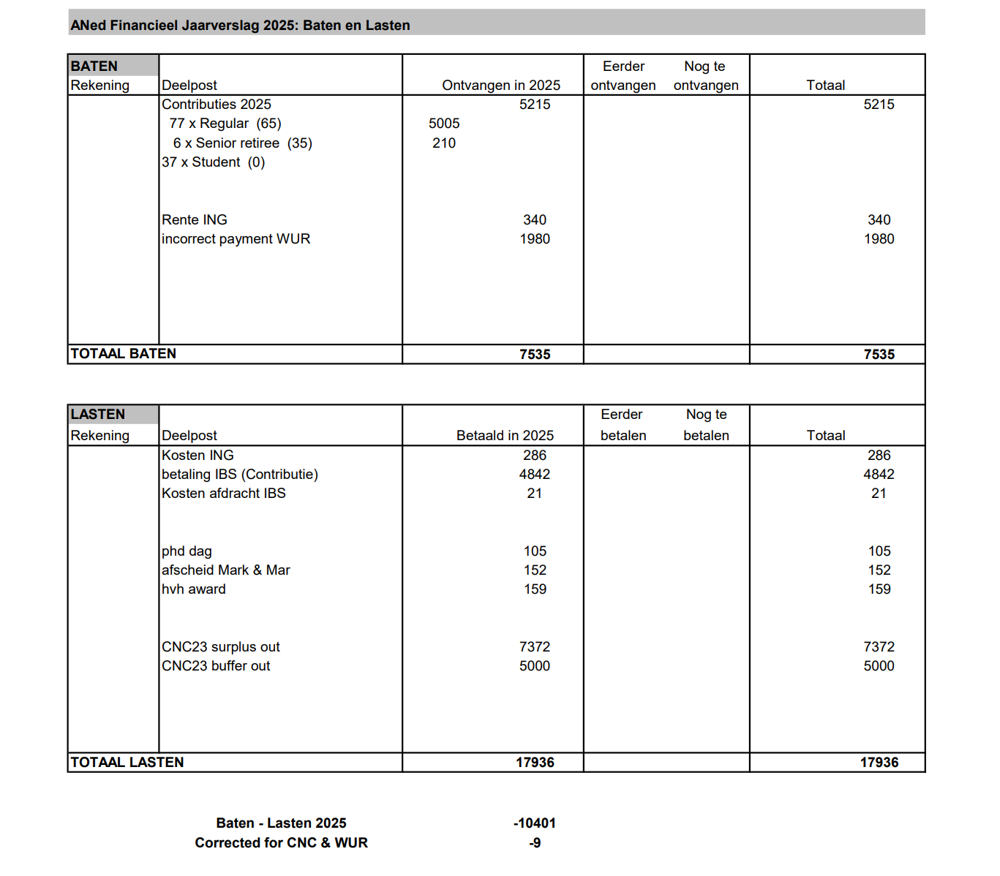 ANed Financieel Jaarverslag 2025: Baten en Lasten
BATEN Eerder Nog te
Rekening Deelpost Ontvangen in 2025 ontvangen ontvangen Totaal
Contributies 2025 5215 5215
77 x Regular (65) 5005
6 x Senior retiree (35) 210
37 x Student (0)
Rente ING 340 340
incorrect payment WUR 1980 1980
TOTAAL BATEN 7535 7535
LASTEN Eerder Nog te
Rekening Deelpost Betaald in 2025 betalen betalen Totaal
Kosten ING 286 286
betaling IBS (Contributie) 4842 4842
Kosten afdracht IBS 21 21
phd dag 105 105
afscheid Mark & Mar 152 152
hvh award 159 159
CNC23 surplus out 7372 7372
CNC23 buffer out 5000 5000
TOTAAL LASTEN 17936 17936
Baten - Lasten 2025 -10401
Corrected for CNC & WUR -9